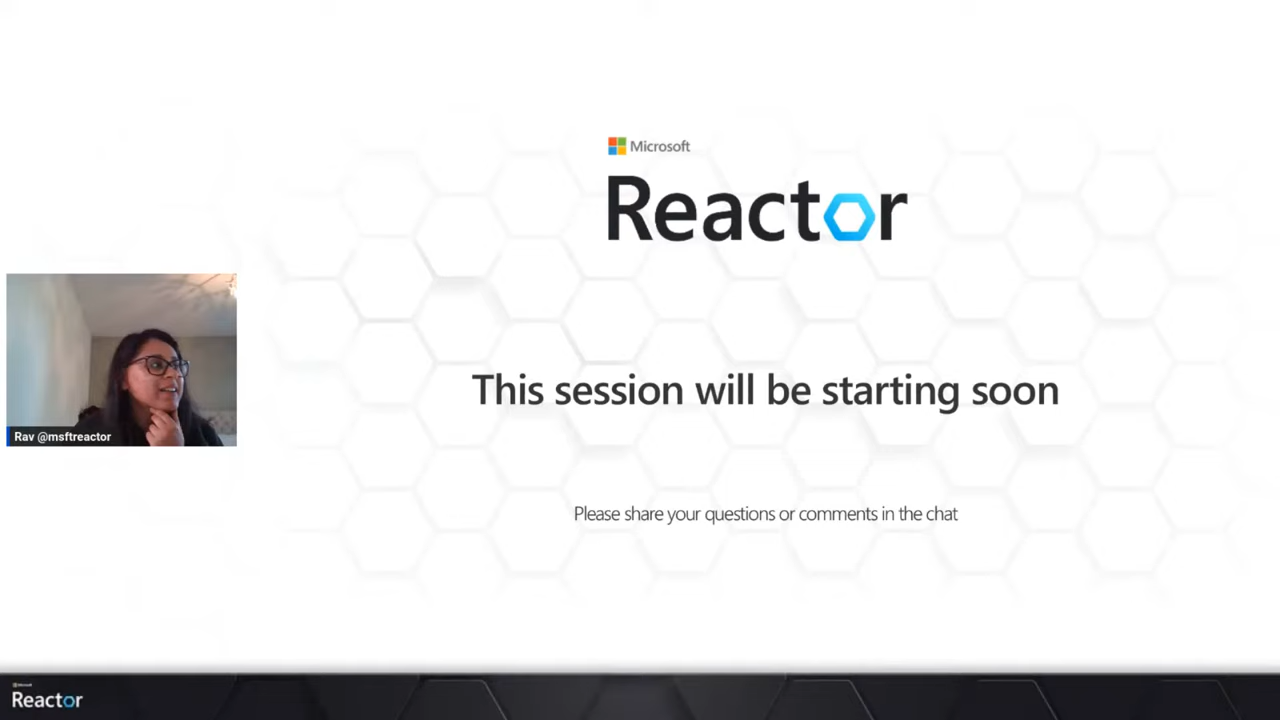 Microsoft
Reactor
This session will be starting soon
Please share your questions or comments in the chat
Rav @msftreactor
Microsoft
Reactor